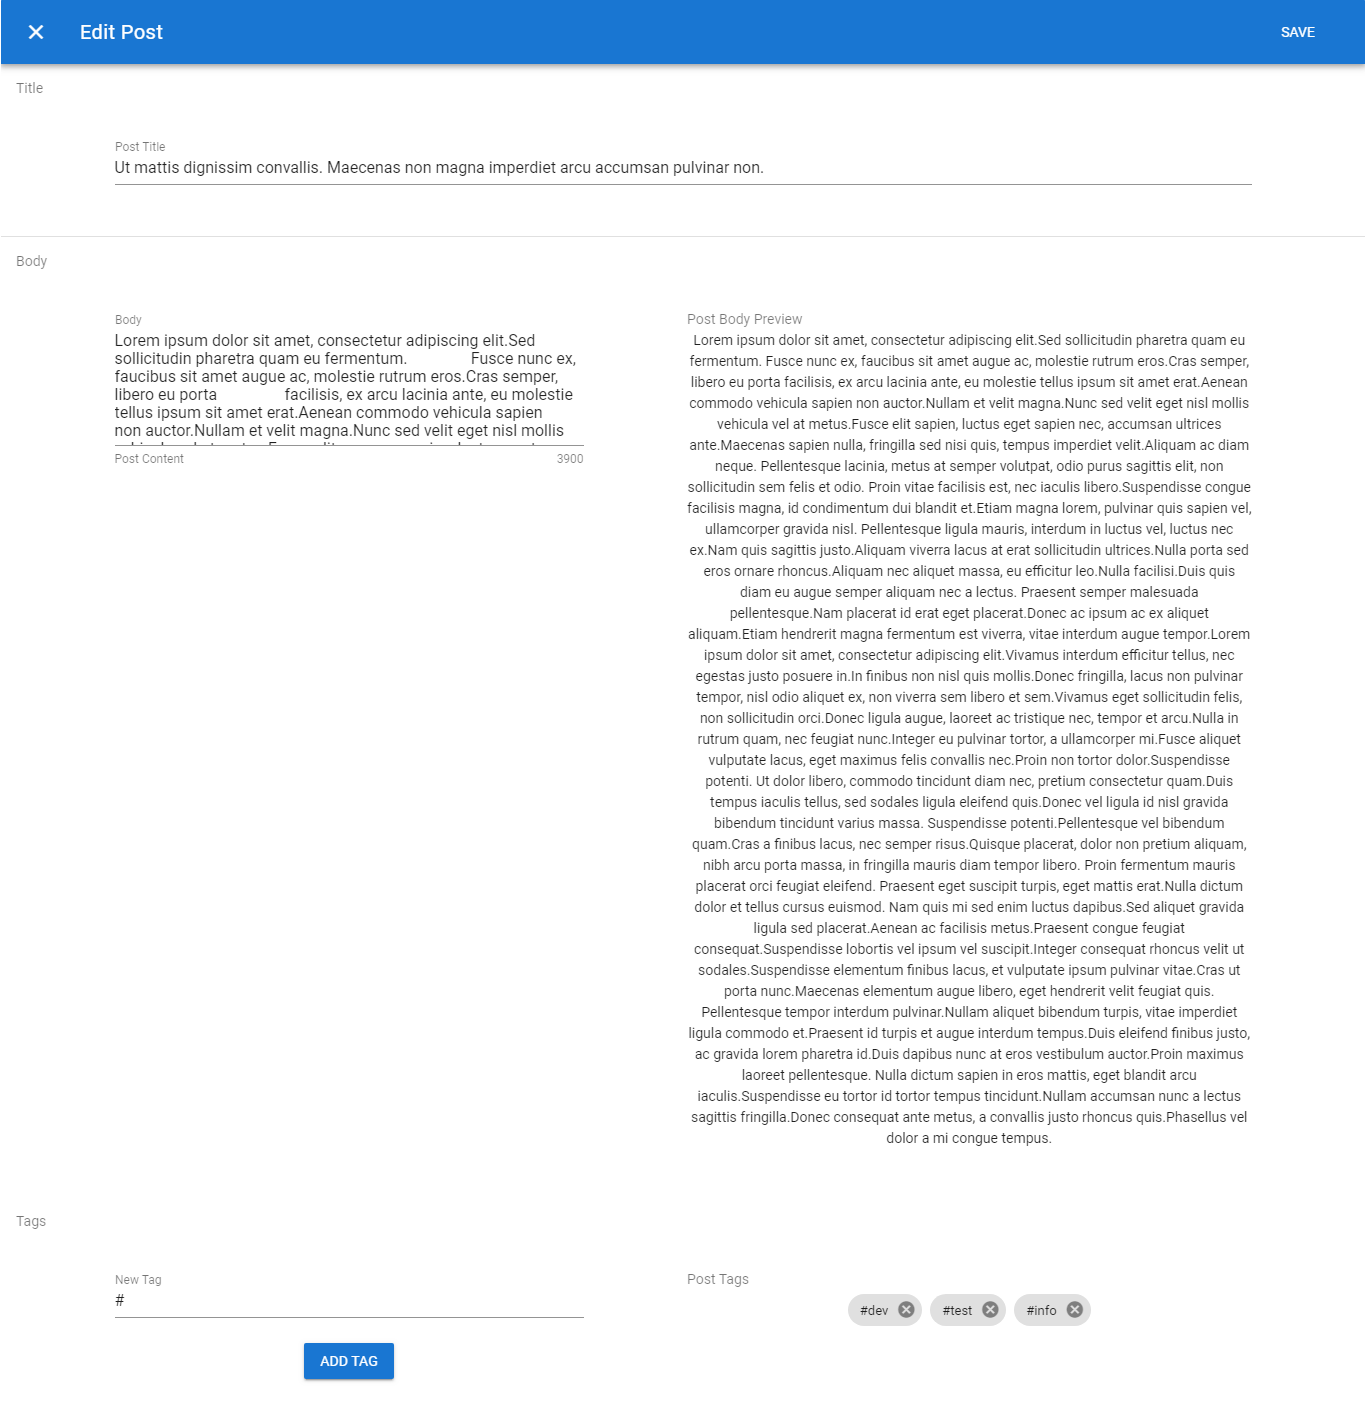 Edit Post
SAVE
Title
Post Title
Ut mattis dignissim convallis. Maecenas non magna imperdiet arcu accumsan pulvinar non.
Body
Body
Lorem ipsum dolor sit amet, consectetur adipiscing elit.Sed
sollicitudin pharetra quam eu fermentum. Fusce nunc ex,
faucibus sit amet augue ac, molestie rutrum eros.Cras semper,
libero eu porta facilisis, ex arcu lacinia ante, eu molestie
tellus ipsum sit amet erat.Aenean commodo vehicula sapien
non auctor.Nullam et velit magna.Nunc sed velit eget nisl mollis
Post Content
3900
Post Body Preview
Lorem ipsum dolor sit amet, consectetur adipiscing elit.Sed sollicitudin pharetra quam eu
fermentum. Fusce nunc ex, faucibus sit amet augue ac, molestie rutrum eros.Cras semper,
libero eu porta facilisis, ex arcu lacinia ante, eu molestie tellus ipsum sit amet erat.Aenean
commodo vehicula sapien non auctor.Nullam et velit magna.Nunc sed velit eget nisl mollis
vehicula vel at metus.Fusce elit sapien, luctus eget sapien nec, accumsan ultrices
ante.Maecenas sapien nulla, fringilla sed nisi quis, tempus imperdiet velit.Aliquam ac diam
neque. Pellentesque lacinia, metus at semper volutpat, odio purus sagittis elit, non
sollicitudin sem felis et odio. Proin vitae facilisis est, nec iaculis libero.Suspendisse congue
facilisis magna, id condimentum dui blandit et.Etiam magna lorem, pulvinar quis sapien vel,
ullamcorper gravida nisl. Pellentesque ligula mauris, interdum in luctus vel, luctus nec
ex.Nam quis sagittis justo.Aliquam viverra lacus at erat sollicitudin ultrices.Nulla porta sed
eros ornare rhoncus.Aliquam nec aliquet massa, eu efficitur leo.Nulla facilisi.Duis quis
diam eu augue semper aliquam nec a lectus. Praesent semper malesuada
pellentesque.Nam placerat id erat eget placerat.Donec ac ipsum ac ex aliquet
aliquam.Etiam hendrerit magna fermentum est viverra, vitae interdum augue tempor.Lorem
ipsum dolor sit amet, consectetur adipiscing elit.Vivamus interdum efficitur tellus, nec
egestas justo posuere in.In finibus non nisl quis mollis.Donec fringilla, lacus non pulvinar
tempor, nisl odio aliquet ex, non viverra sem libero et sem.Vivamus eget sollicitudin felis,
non sollicitudin orci.Donec ligula augue, laoreet ac tristique nec, tempor et arcu.Nulla in
rutrum quam, nec feugiat nunc.Integer eu pulvinar tortor, a ullamcorper mi.Fusce aliquet
vulputate lacus, eget maximus felis convallis nec.Proin non tortor dolor.Suspendisse
potenti. Ut dolor libero, commodo tincidunt diam nec, pretium consectetur quam.Duis
tempus iaculis tellus, sed sodales ligula eleifend quis.Donec vel ligula id nisl gravida
bibendum tincidunt varius massa. Suspendisse potenti.Pellentesque vel bibendum
quam.Cras a finibus lacus, nec semper risus.Quisque placerat, dolor non pretium aliquam,
nibh arcu porta massa, in fringilla mauris diam tempor libero. Proin fermentum mauris
placerat orci feugiat eleifend. Praesent eget suscipit turpis, eget mattis erat.Nulla dictum
dolor et tellus cursus euismod. Nam quis mi sed enim luctus dapibus.Sed aliquet gravida
ligula sed placerat.Aenean ac facilisis metus.Praesent congue feugiat
consequat.Suspendisse lobortis vel ipsum vel suscipit.Integer consequat rhoncus velit ut
sodales.Suspendisse elementum finibus lacus, et vulputate ipsum pulvinar vitae.Cras ut
porta nunc.Maecenas elementum augue libero, eget hendrerit velit feugiat quis.
Pellentesque tempor interdum pulvinar.Nullam aliquet bibendum turpis, vitae imperdiet
ligula commodo et.Praesent id turpis et augue interdum tempus.Duis eleifend finibus justo,
ac gravida lorem pharetra id.Duis dapibus nunc at eros vestibulum auctor.Proin maximus
laoreet pellentesque. Nulla dictum sapien in eros mattis, eget blandit arcu
iaculis.Suspendisse eu tortor id tortor tempus tincidunt.Nullam accumsan nunc a lectus
sagittis fringilla.Donec consequat ante metus, a convallis justo rhoncus quis.Phasellus vel
dolor a mi congue tempus.
Tags
New Tag
#
ADD TAG
Post Tags
#dev
#test
#info